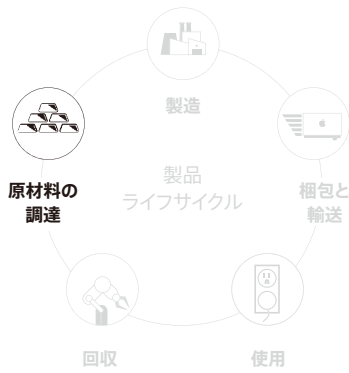 製造
原材料の
調達
製品
ライフサイクル
梱包と
輸送
回収
使用